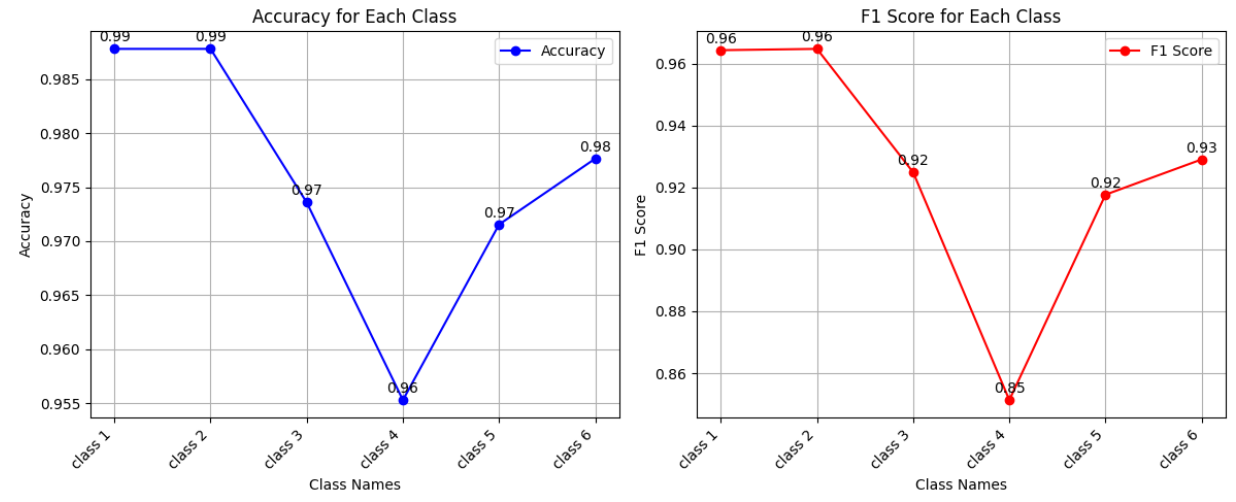 Accuracy for Each Class
0.99
0.99
0.97
0.96
0.97
0.98
Accuracy
0.985
0.980
0.975
0.970
0.965
0.960
0.955
Accuracy
class 1
class 2
class 3
class 4
class 5
class 6
Class Names
F1 Score for Each Class
0.96
0.96
0.92
0.85
0.92
0.93
F1 Score
0.96
0.94
0.92
0.90
0.88
0.86
F1 Score
class 1
class 2
class 3
class 4
class 5
class 6
Class Names